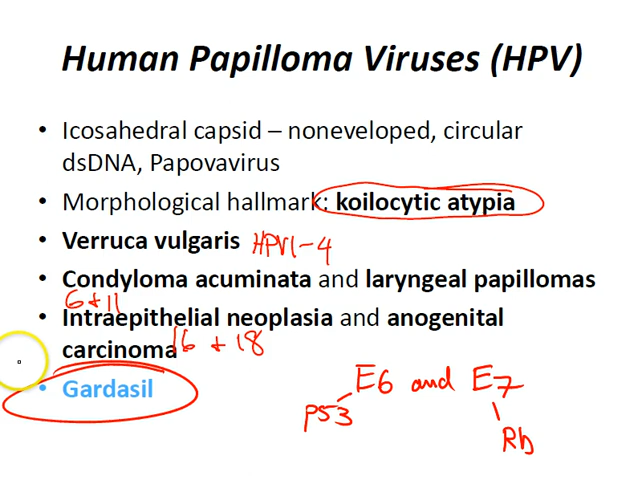 Human Papilloma Viruses (HPV)
• Icosahedral capsid – noneveloped, circular
dsDNA, Papovavirus
• Morphological hallmark: koilocytic atypia
• Verruca vulgaris HPV1-4
• Condyloma acuminata and laryngeal papillomas
6 + 11
• Intraepithelial neoplasia and anogenital
carcinoma 16 + 18
• Gardasil
E6 and E7
P53
Rb